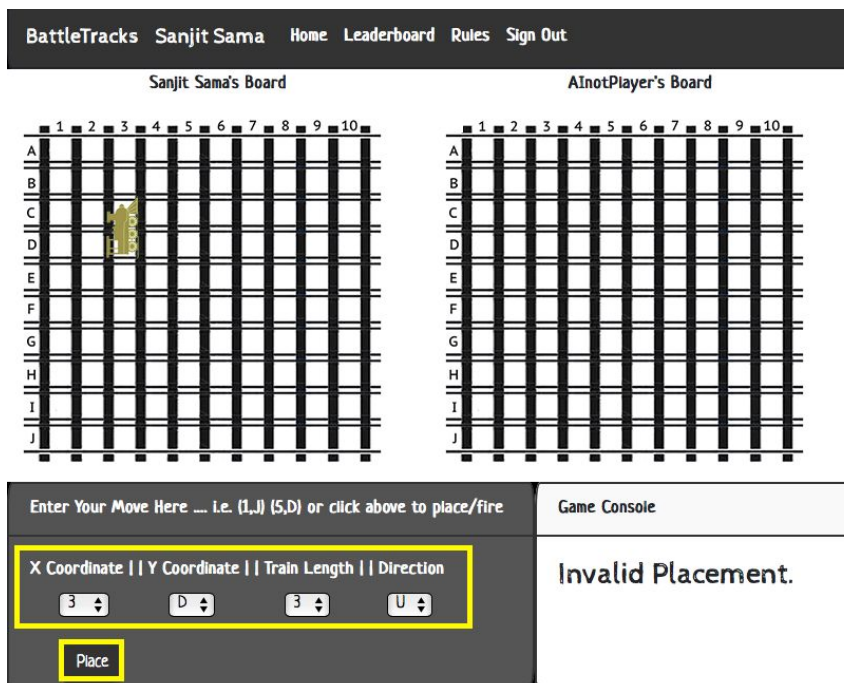 BattleTracks Sanjit Sama Home Leaderboard Rules Sign Out
Sanjit Sama's Board
AInotPlayer's Board
1 2 3 4 5 6 7 8 9 10
A
B
C
D
E
F
G
H
I
J
1 2 3 4 5 6 7 8 9 10
A
B
C
D
E
F
G
H
I
J
Enter Your Move Here .... i.e. (1,J) (5,D) or click above to place/fire
X Coordinate || Y Coordinate || Train Length || Direction
3 D 3 U
Place
Game Console
Invalid Placement.